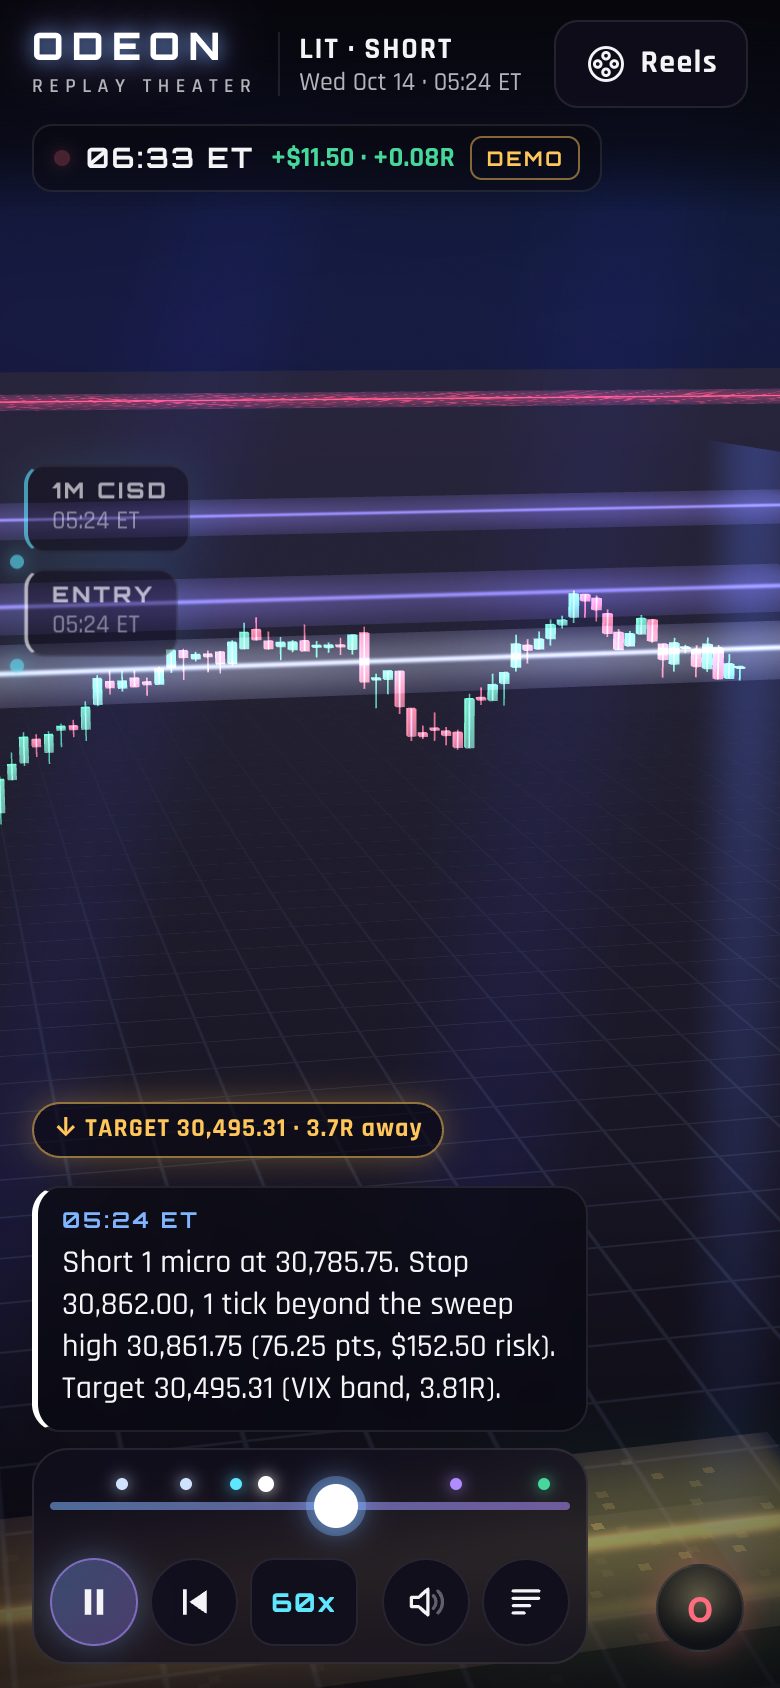 ODEON
REPLAY THEATER
LIT · SHORT
Wed Oct 14 · 05:24 ET
Reels
06:33 ET +$11.50 · +0.08R DEMO
1M CISD
05:24 ET
ENTRY
05:24 ET
↓ TARGET 30,495.31 · 3.7R away
05:24 ET
Short 1 micro at 30,785.75. Stop
30,862.00, 1 tick beyond the sweep
high 30,861.75 (76.25 pts, $152.50 risk).
Target 30,495.31 (VIX band, 3.81R).
60x
O